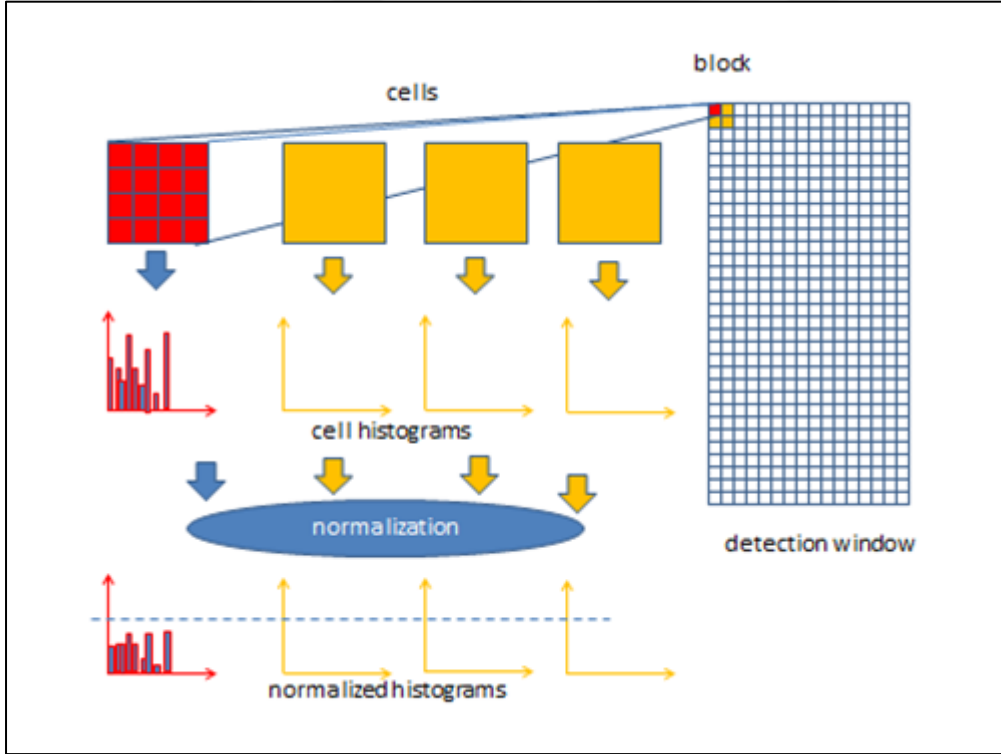 block
cells
cell histograms
normalization
detection window
normalized histograms